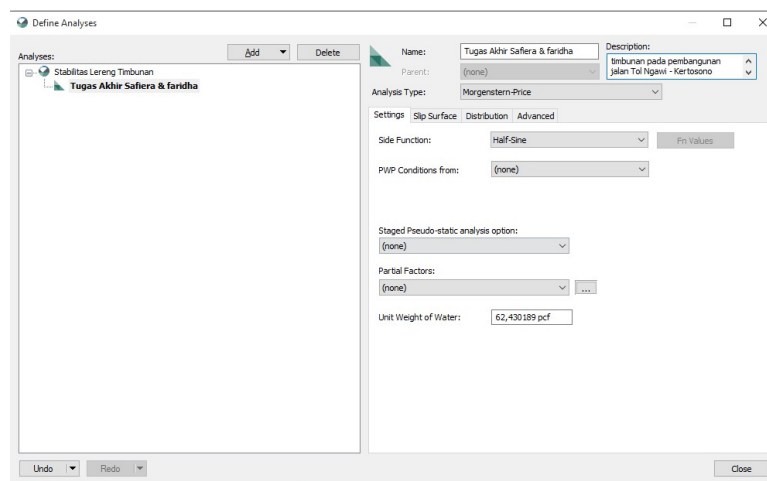 Define Analyses
Analyses:
Add
Delete
Stabilitas Lereng Timbunan
Tugas Akhir Safiera & faridha
Name:
Tugas Akhir Safiera & faridha
Description:
timbunan pada pembangunan
jalan Tol Ngawi - Kertosono
Parent:
(none)
Analysis Type:
Morgenstern-Price
Settings
Slip Surface
Distribution
Advanced
Side Function:
Half-Sine
Fn Values
PWP Conditions from:
(none)
Staged Pseudo-static analysis option:
(none)
Partial Factors:
(none)
...
Unit Weight of Water:
62,430189 pcf
Undo
Redo
Close